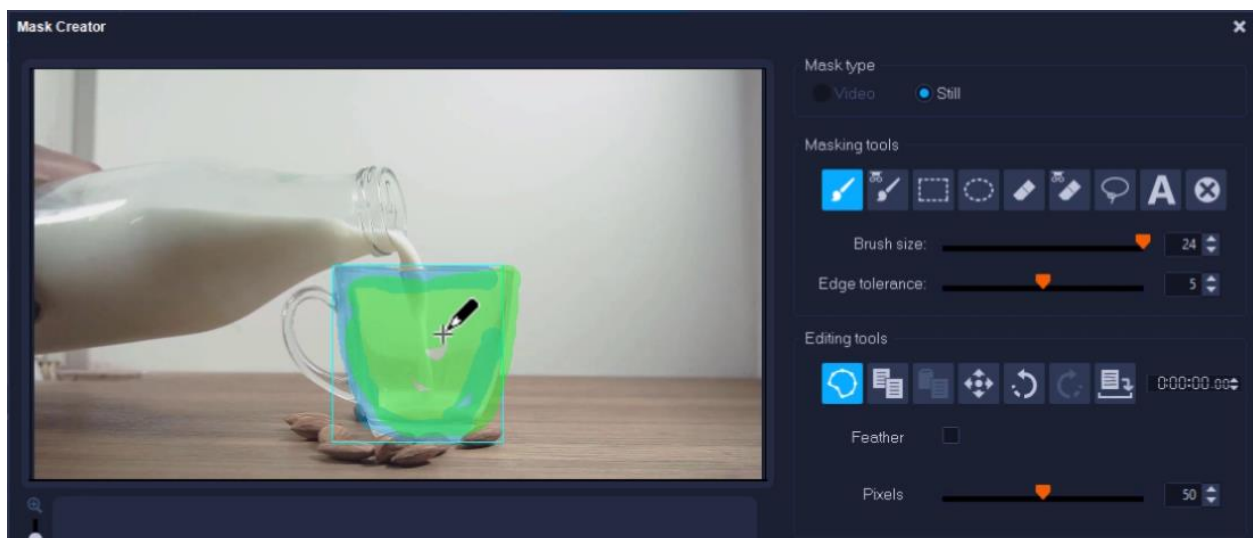 Mask Creator
Mask type
Video
Still
Masking tools
A
Brush size:
24
Edge tolerance:
5
Editing tools
0:00:00.00
Feather
Pixels
50